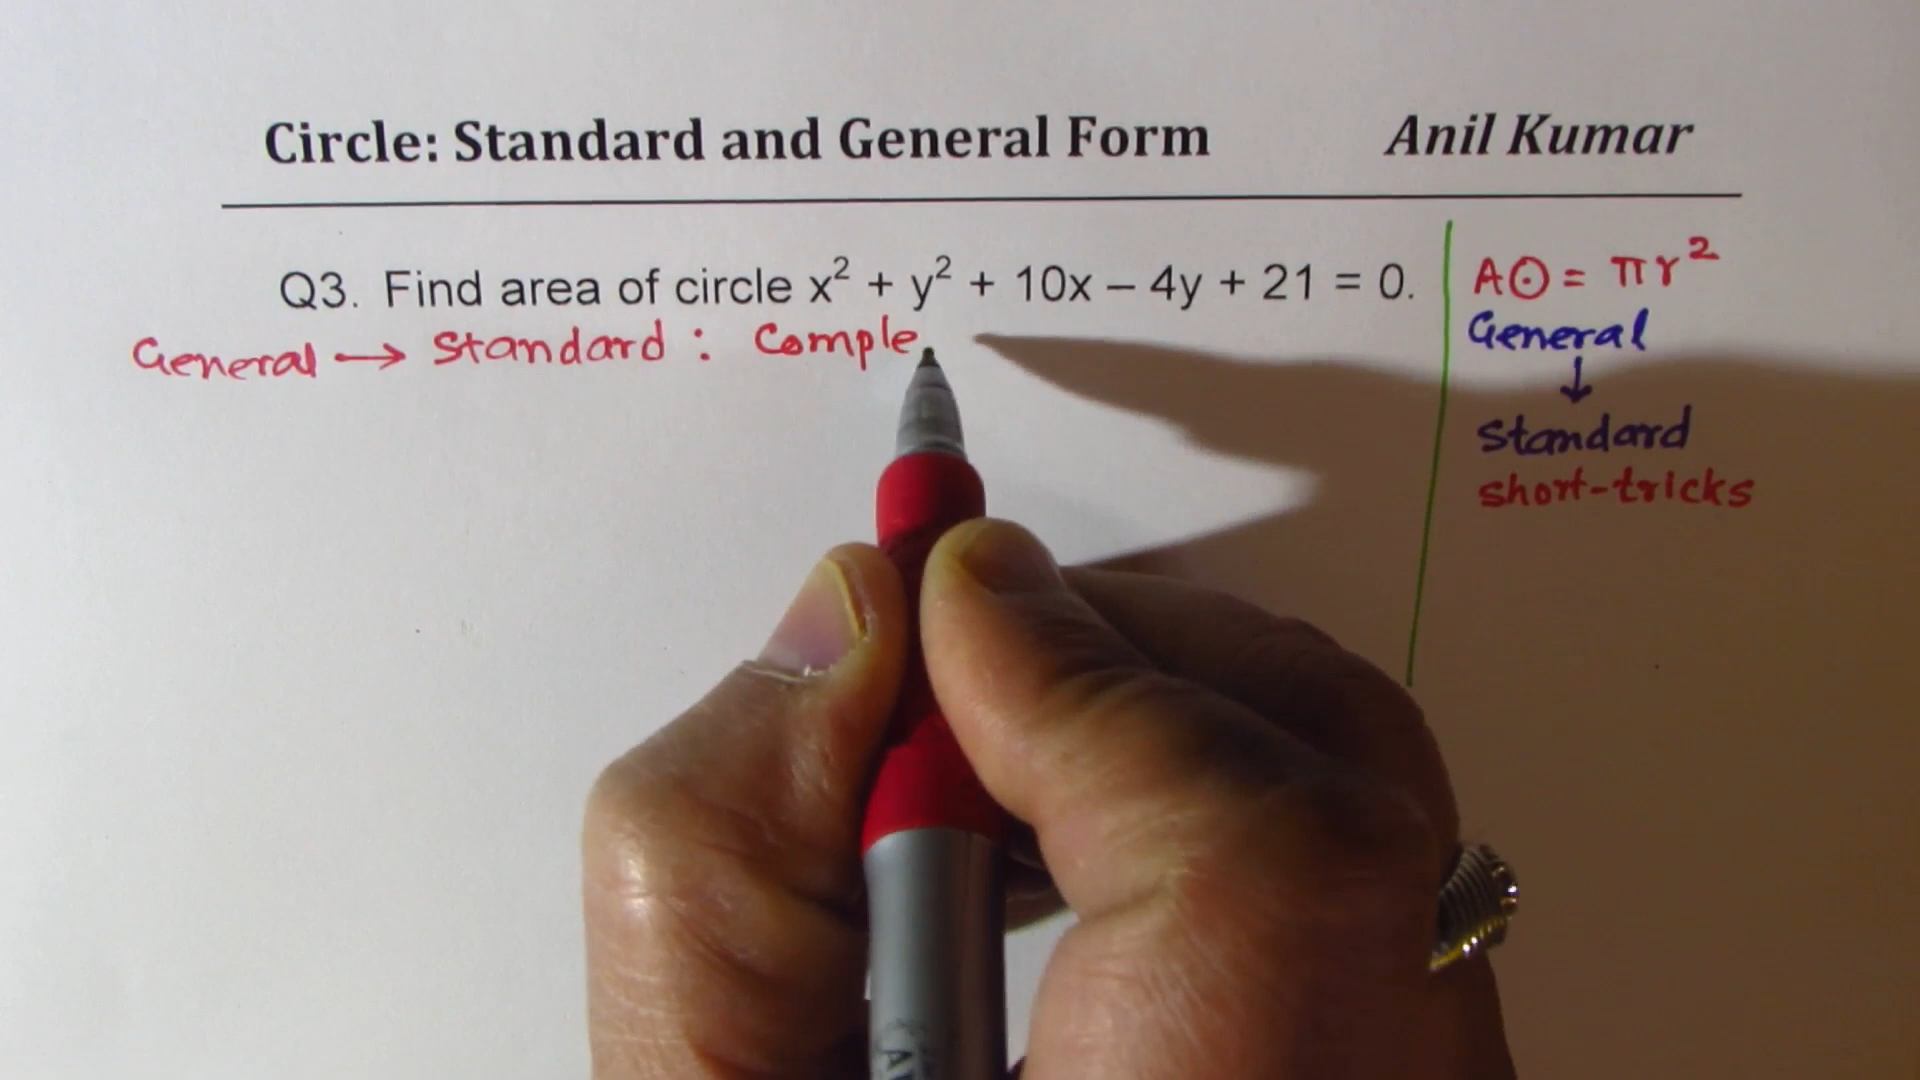 Circle: Standard and General Form Anil Kumar
Q3. Find area of circle x² + y² + 10x – 4y + 21 = 0.
General → Standard : Comple
A⊙ = πr²
General
↓
Standard
short-tricks